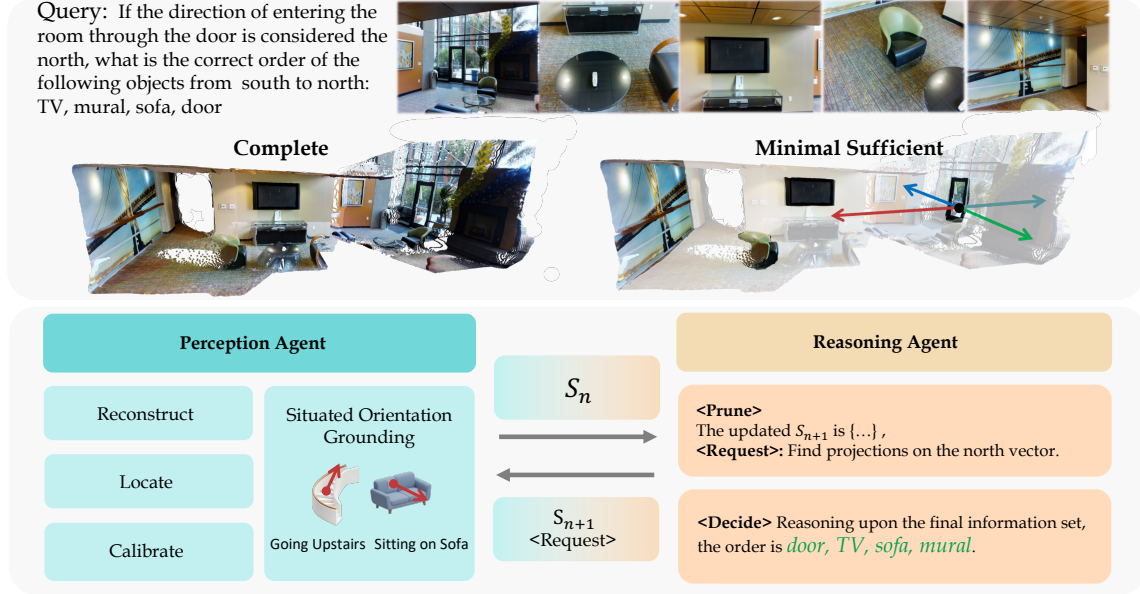 Query: If the direction of entering the
room through the door is considered the
north, what is the correct order of the
following objects from south to north:
TV, mural, sofa, door
Complete
Minimal Sufficient
Perception Agent
Reconstruct
Locate
Calibrate
Situated Orientation
Grounding
Going Upstairs Sitting on Sofa
Sₙ
Sₙ₊₁
<Request>
Reasoning Agent
<Prune>
The updated Sₙ₊₁ is {…} ,
<Request>: Find projections on the north vector.
<Decide> Reasoning upon the final information set,
the order is door, TV, sofa, mural.